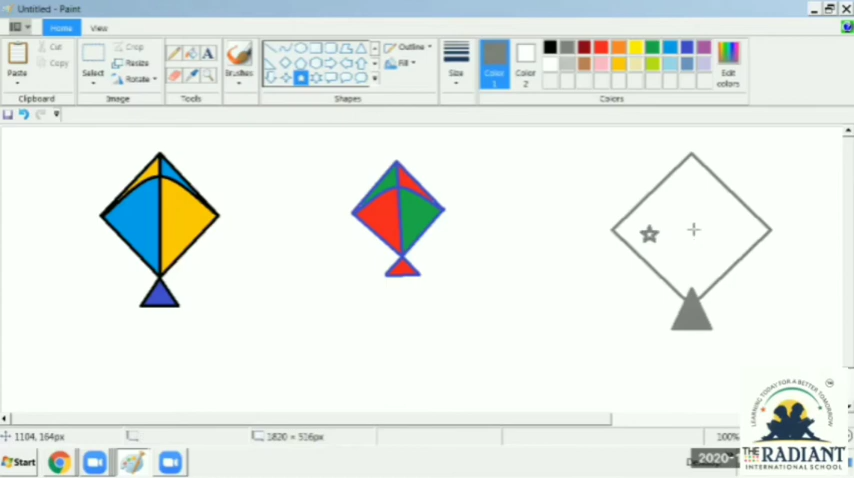 Untitled - Paint
Home View
Paste
Cut
Copy
Clipboard
Select
Crop
Resize
Rotate
Image
A
Tools
Brushes
Outline
Fill
Shapes
Size
Color
1
Color
2
Edit
colors
Colors
LEARNING TODAY FOR A BETTER TOMORROW
THE RADIANT
INTERNATIONAL SCHOOL
1104, 164px
1820 × 316px
100%
Start
2020-1